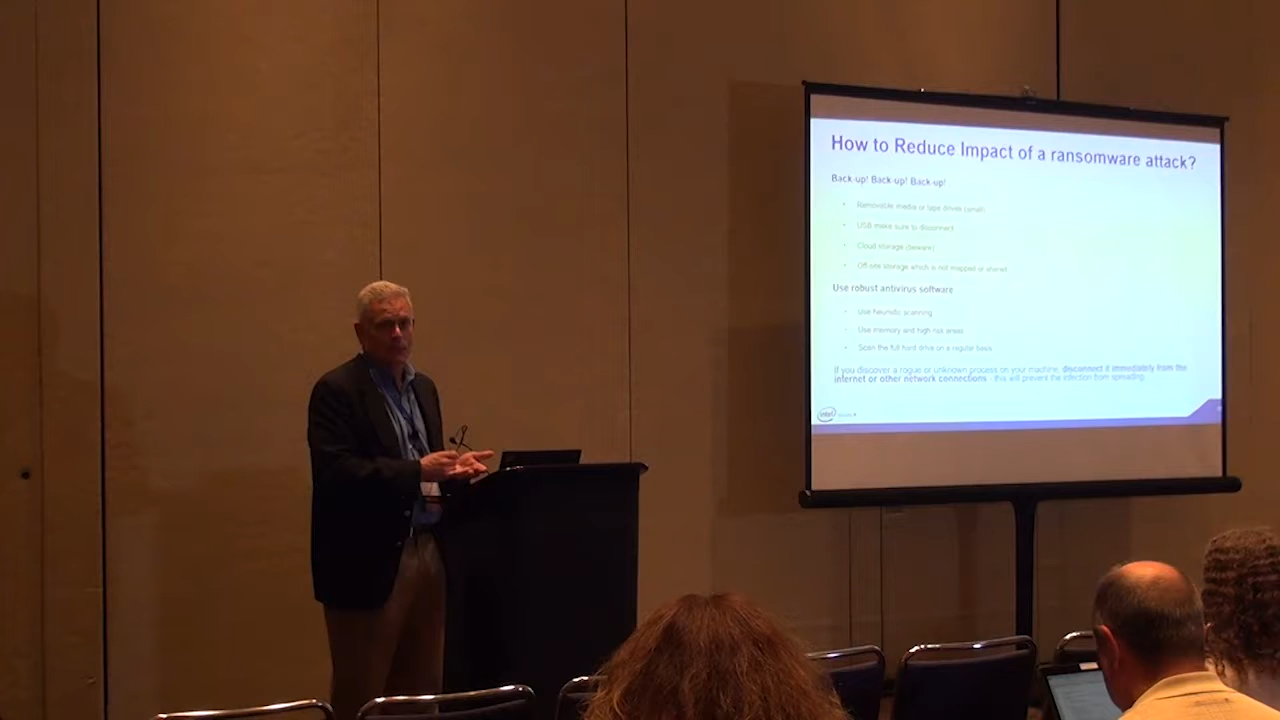 How to Reduce Impact of a ransomware attack?
Back-up! Back-up! Back-up!
Removable media or tape drives (small)
USB make sure to disconnect
Cloud storage (beware)
Off-site storage which is not mapped or shared
Use robust antivirus software
Use heuristic scanning
Use memory and high risk areas
Scan the full hard drive on a regular basis
If you discover a rogue or unknown process on your machine, disconnect it immediately from the
internet or other network connections - this will prevent the infection from spreading.
intel